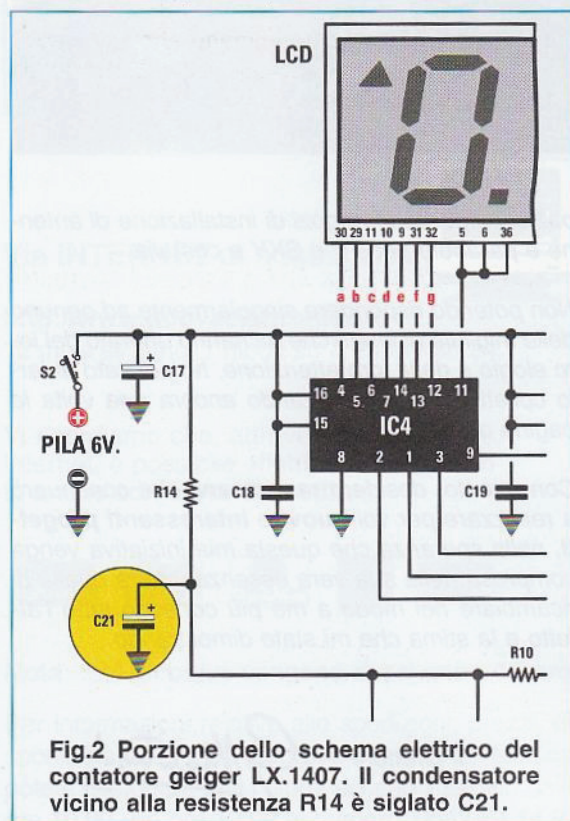 LCD
30 29 11 10 9 31 32 1 5 6 36
a b c d e f g
S2
C17
16 4 6 14 12 11
5 7 13
15 IC4
8 2 1 3 9
PILA 6V.
R14
C18
C19
C21
R10
Fig.2 Porzione dello schema elettrico del
contatore geiger LX.1407. Il condensatore
vicino alla resistenza R14 è siglato C21.